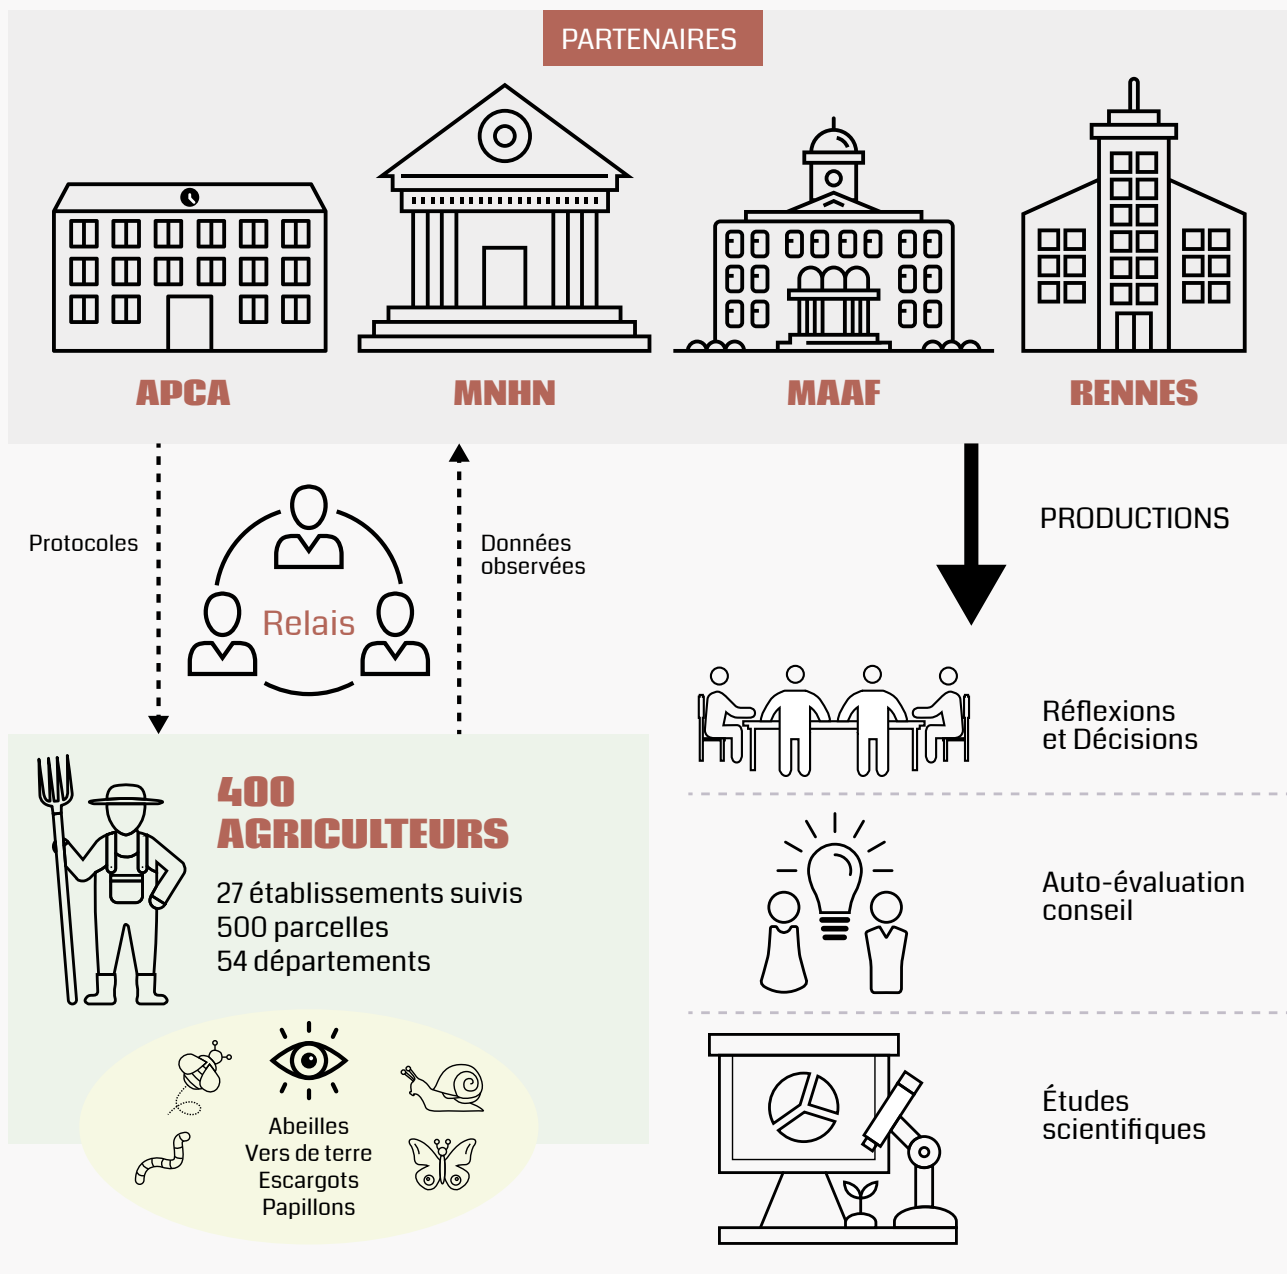 PARTENAIRES
APCA
MNHN
MAAF
RENNES
Protocoles
Relais
Données
observées
PRODUCTIONS
400
AGRICULTEURS
27 établissements suivis
500 parcelles
54 départements
Abeilles
Vers de terre
Escargots
Papillons
Réflexions
et Décisions
Auto-évaluation
conseil
Études
scientifiques